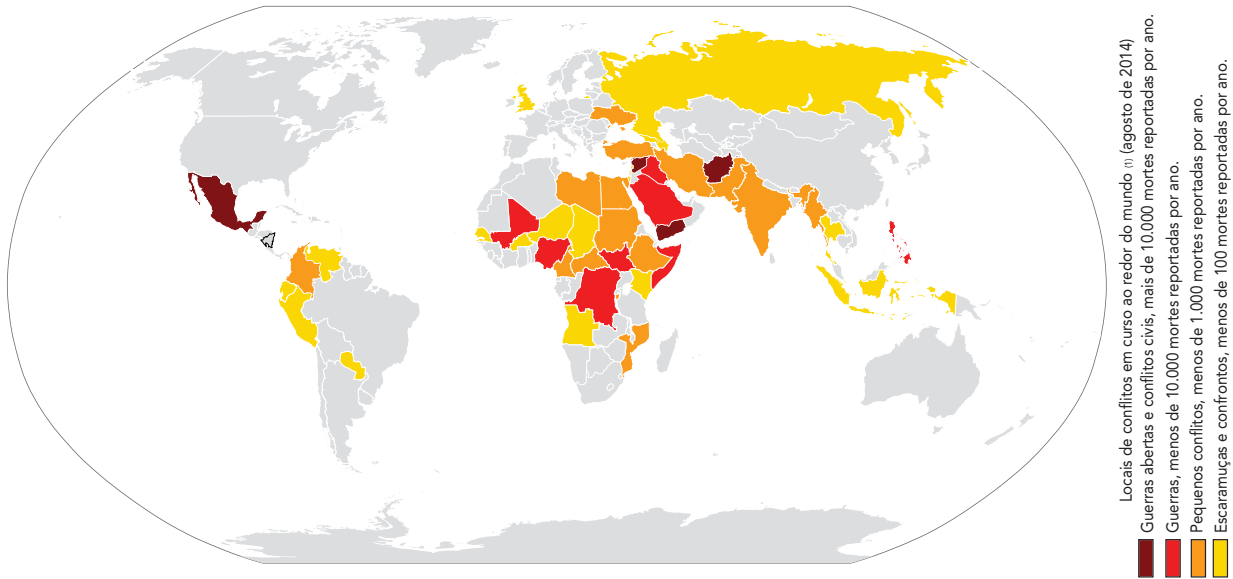 Locais de conflitos em curso ao redor do mundo (1) (agosto de 2014)
Guerras abertas e conflitos civis, mais de 10.000 mortes reportadas por ano.
Guerras, menos de 10.000 mortes reportadas por ano.
Pequenos conflitos, menos de 1.000 mortes reportadas por ano.
Escaramuças e confrontos, menos de 100 mortes reportadas por ano.